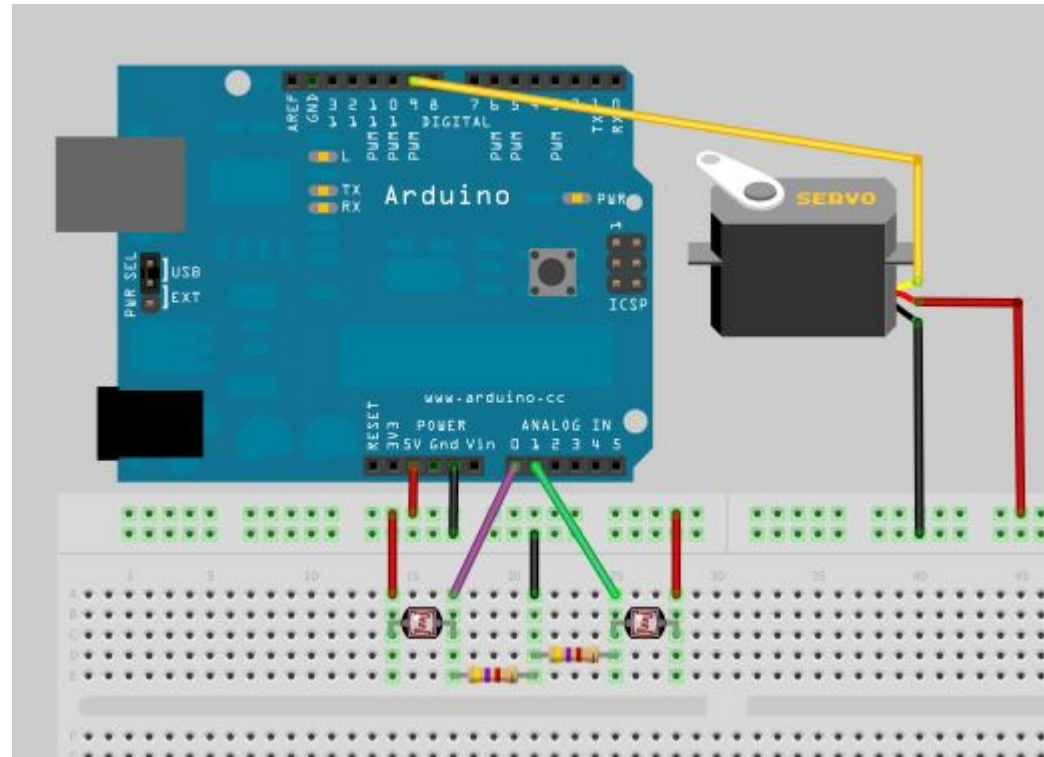 AREF GND 13 12 11 10 9 8 7 6 5 4 3 2 1 0
PWM PWM PWM DIGITAL PWM PWM PWM TX RX
L
TX
RX
Arduino
PWR
1
SERVO
PWR SEL
USB
EXT
ICSP
www.arduino.cc
POWER ANALOG IN
RESET 3V3 5V Gnd Vin 0 1 2 3 4 5
1 5 10 15 20 25 30 35 40 45
A
B
C
D
E
F